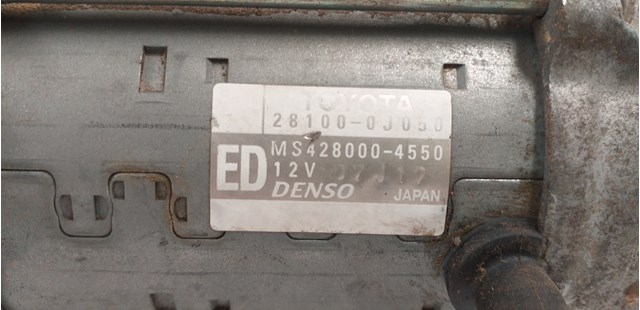 TOYOTA
28100-0J050
ED MS428000-4550
12V
DENSO JAPAN